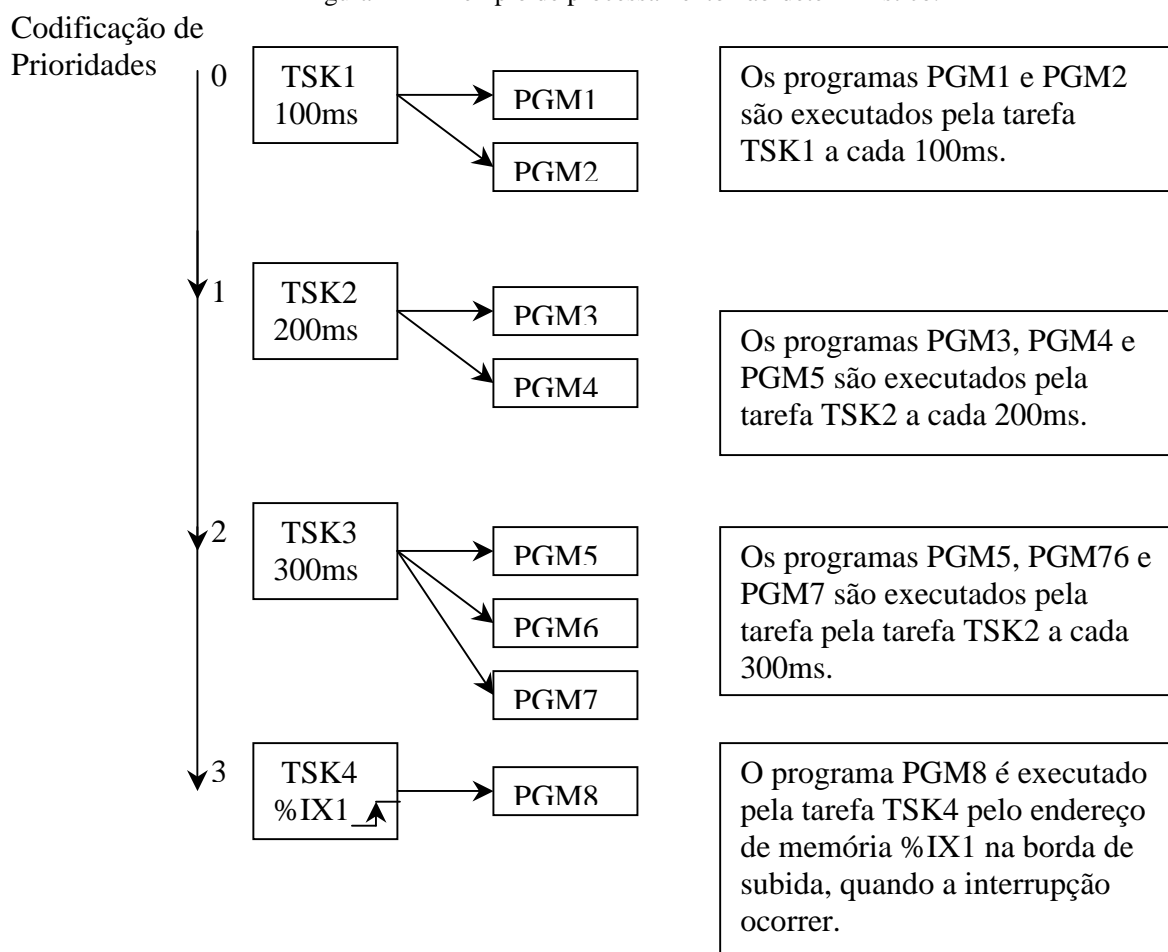 Codificação de
Prioridades
0
TSK1
100ms
PGM1
PGM2
Os programas PGM1 e PGM2
são executados pela tarefa
TSK1 a cada 100ms.
1
TSK2
200ms
PGM3
PGM4
Os programas PGM3, PGM4 e
PGM5 são executados pela
tarefa TSK2 a cada 200ms.
2
TSK3
300ms
PGM5
PGM6
PGM7
Os programas PGM5, PGM76 e
PGM7 são executados pela
tarefa pela tarefa TSK2 a cada
300ms.
3
TSK4
%IX1
PGM8
O programa PGM8 é executado
pela tarefa TSK4 pelo endereço
de memória %IX1 na borda de
subida, quando a interrupção
ocorrer.